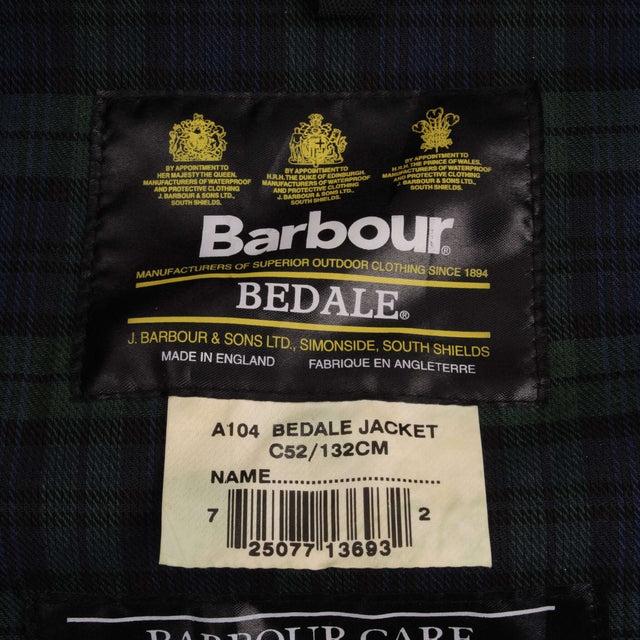 BY APPOINTMENT TO
HER MAJESTY THE QUEEN,
MANUFACTURERS OF WATERPROOF
AND PROTECTIVE CLOTHING
J. BARBOUR & SONS LTD.,
SOUTH SHIELDS.
BY APPOINTMENT TO
H.R.H. THE DUKE OF EDINBURGH,
MANUFACTURERS OF WATERPROOF
AND PROTECTIVE CLOTHING
J. BARBOUR & SONS LTD.,
SOUTH SHIELDS.
BY APPOINTMENT TO
H.R.H. THE PRINCE OF WALES,
MANUFACTURERS OF WATERPROOF
AND PROTECTIVE CLOTHING
J. BARBOUR & SONS LTD.,
SOUTH SHIELDS.
Barbour®
MANUFACTURERS OF SUPERIOR OUTDOOR CLOTHING SINCE 1894
BEDALE®
J. BARBOUR & SONS LTD., SIMONSIDE, SOUTH SHIELDS
MADE IN ENGLAND FABRIQUE EN ANGLETERRE
A104 BEDALE JACKET
C52/132CM
NAME..............................
7 25077 13693 2
BARBOUR CARE